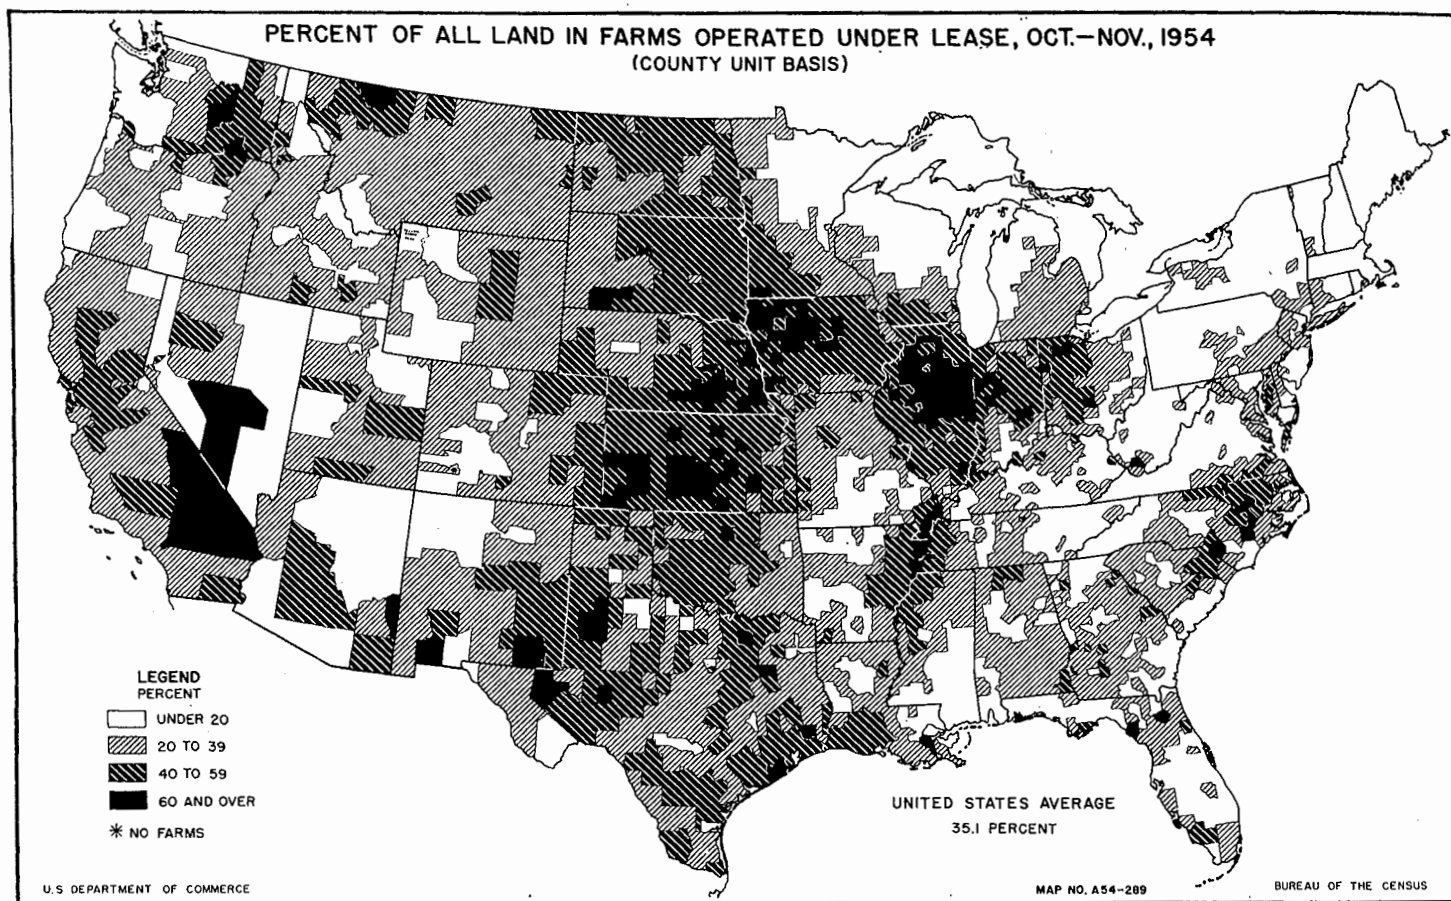 PERCENT OF ALL LAND IN FARMS OPERATED UNDER LEASE, OCT.—NOV., 1954
(COUNTY UNIT BASIS)
LEGEND
PERCENT
UNDER 20
20 TO 39
40 TO 59
60 AND OVER
* NO FARMS
UNITED STATES AVERAGE
35.1 PERCENT
U.S DEPARTMENT OF COMMERCE
MAP NO. A54-289
BUREAU OF THE CENSUS